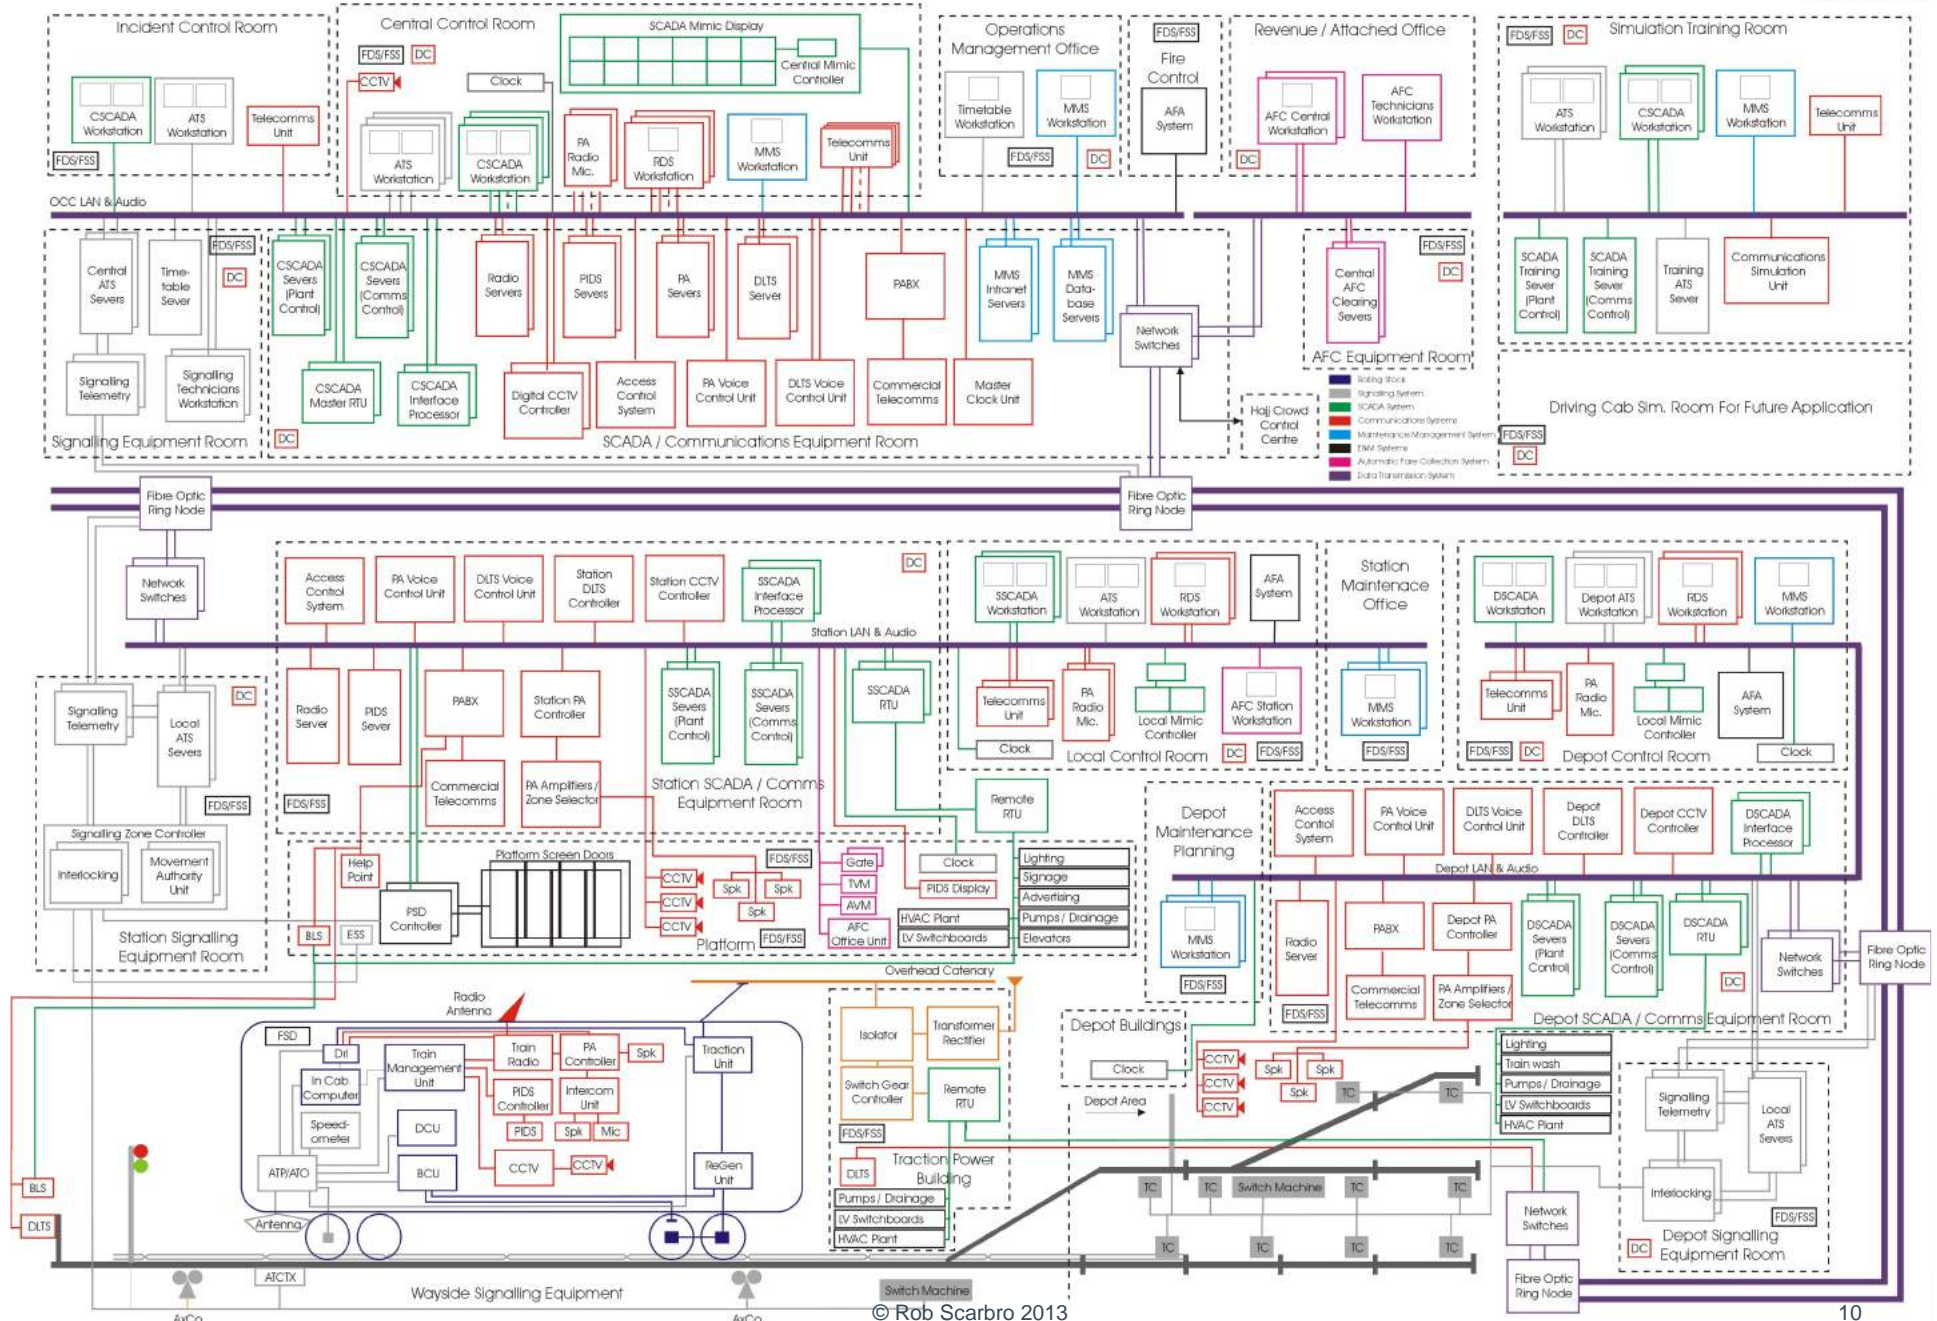 Incident Control Room
CSCADA
Workstation
ATS
Workstation
Telecomms
Unit
FDS/FSS
Central Control Room
FDS/FSS
DC
CCTV
Clock
SCADA Mimic Display
Central Mimic
Controller
ATS
Workstation
CSCADA
Workstation
PA
Radio
Mic.
RDS
Workstation
MMS
Workstation
Telecomms
Unit
Operations
Management Office
Timetable
Workstation
MMS
Workstation
FDS/FSS
DC
FDS/FSS
Fire
Control
AFA
System
Revenue / Attached Office
AFC Central
Workstation
AFC
Technicians
Workstation
DC
Simulation Training Room
FDS/FSS
DC
ATS
Workstation
CSCADA
Workstation
MMS
Workstation
Telecomms
Unit
OCC LAN & Audio
Central
ATS
Severs
Time-
table
Sever
FDS/FSS
DC
Signalling
Telemetry
Signalling
Technicians
Workstation
Signalling Equipment Room
CSCADA
Severs
(Plant
Control)
CSCADA
Severs
(Comms
Control)
Radio
Servers
PIDS
Severs
PA
Severs
DLTS
Server
PABX
MMS
Intranet
Servers
MMS
Data-
base
Servers
Network
Switches
CSCADA
Master RTU
CSCADA
Interface
Processor
Digital CCTV
Controller
Access
Control
System
PA Voice
Control Unit
DLTS Voice
Control Unit
Commercial
Telecomms
Master
Clock Unit
DC
SCADA / Communications Equipment Room
Central
AFC
Clearing
Severs
FDS/FSS
DC
AFC Equipment Room
Hajj Crowd
Control
Centre
Rolling Stock
Signalling System
SCADA System
Communications Systems
Maintenance Management System
E&M Systems
Automatic Fare Collection System
Data Transmission System
SCADA
Training
Sever
(Plant
Control)
SCADA
Training
Sever
(Comms
Control)
Training
ATS
Sever
Communications
Simulation
Unit
Driving Cab Sim. Room For Future Application
FDS/FSS
DC
Fibre Optic
Ring Node
Fibre Optic
Ring Node
Network
Switches
Access
Control
System
PA Voice
Control Unit
DLTS Voice
Control Unit
Station
DLTS
Controller
Station CCTV
Controller
SSCADA
Interface
Processor
DC
Station LAN & Audio
Radio
Server
PIDS
Sever
PABX
Station PA
Controller
SSCADA
Severs
(Plant
Control)
SSCADA
Severs
(Comms
Control)
SSCADA
RTU
Commercial
Telecomms
PA Amplifiers /
Zone Selector
FDS/FSS
Station SCADA / Comms
Equipment Room
SSCADA
Workstation
ATS
Workstation
RDS
Workstation
AFA
System
Telecomms
Unit
PA
Radio
Mic.
Local Mimic
Controller
AFC Station
Workstation
Clock
Local Control Room
DC
FDS/FSS
Station
Maintenace
Office
MMS
Workstation
FDS/FSS
DSCADA
Workstation
Depot ATS
Workstation
RDS
Workstation
MMS
Workstation
Telecomms
Unit
PA
Radio
Mic.
Local Mimic
Controller
AFA
System
FDS/FSS
DC
Depot Control Room
Clock
Signalling
Telemetry
Local
ATS
Severs
DC
FDS/FSS
Signalling Zone Controller
Interlocking
Movement
Authority
Unit
Station Signalling
Equipment Room
Remote
RTU
Help
Point
BLS
ESS
PSD
Controller
Platform Screen Doors
CCTV
CCTV
CCTV
Platform
FDS/FSS
Spk
Spk
Spk
FDS/FSS
Gate
TVM
AVM
AFC
Office Unit
Clock
PIDS Display
HVAC Plant
LV Switchboards
Lighting
Signage
Advertising
Pumps / Drainage
Elevators
Depot
Maintenance
Planning
MMS
Workstation
FDS/FSS
Access
Control
System
PA Voice
Control Unit
DLTS Voice
Control Unit
Depot
DLTS
Controller
Depot CCTV
Controller
DSCADA
Interface
Processor
Depot LAN & Audio
Radio
Server
PABX
Depot PA
Controller
DSCADA
Severs
(Plant
Control)
DSCADA
Severs
(Comms
Control)
DSCADA
RTU
Commercial
Telecomms
PA Amplifiers /
Zone Selector
DC
FDS/FSS
Depot SCADA / Comms Equipment Room
Network
Switches
Fibre Optic
Ring Node
Overhead Catenary
Radio
Antenna
FSD
DrI
In Cab
Computer
Speed-
ometer
ATP/ATO
Antenna
Train
Management
Unit
DCU
BCU
Train
Radio
PA
Controller
Spk
PIDS
Controller
PIDS
Intercom
Unit
Spk
Mic
CCTV
CCTV
Traction
Unit
ReGen
Unit
Isolator
Transformer
Rectifier
Switch Gear
Controller
Remote
RTU
FDS/FSS
DLTS
Traction Power
Building
Pumps / Drainage
LV Switchboards
HVAC Plant
Depot Buildings
Clock
Depot Area
CCTV
CCTV
CCTV
Spk
Spk
Spk
TC
TC
Lighting
Train wash
Pumps / Drainage
LV Switchboards
HVAC Plant
TC
TC
Switch Machine
TC
TC
TC
TC
TC
TC
Signalling
Telemetry
Local
ATS
Severs
Interlocking
FDS/FSS
DC
Depot Signalling
Equipment Room
Network
Switches
Fibre Optic
Ring Node
BLS
DLTS
ATCTX
AxCo
Wayside Signalling Equipment
AxCo
Switch Machine
© Rob Scarbro 2013
10